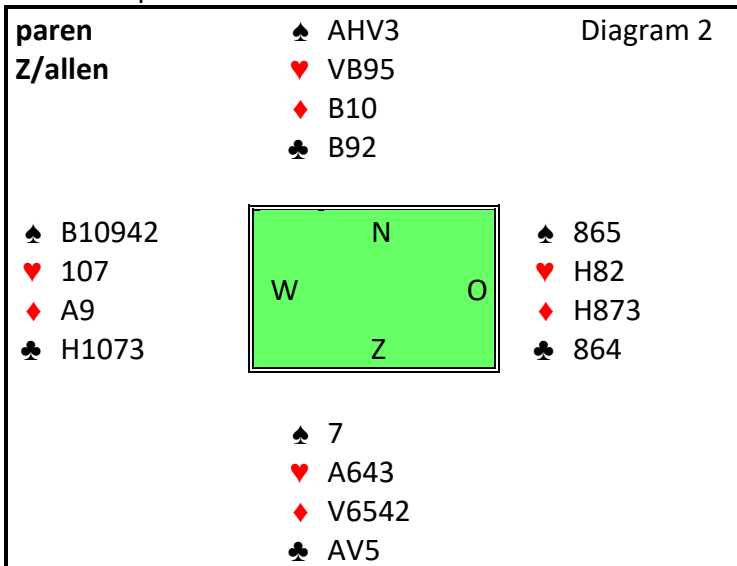 paren ♠ AHV3 Diagram 2
Z/allen ♥ VB95
♦ B10
♣ B92
♠ B10942 N ♠ 865
♥ 107 ♥ H82
W O
♦ A9 ♦ H873
♣ H1073 Z ♣ 864
♠ 7
♥ A643
♦ V6542
♣ AV5